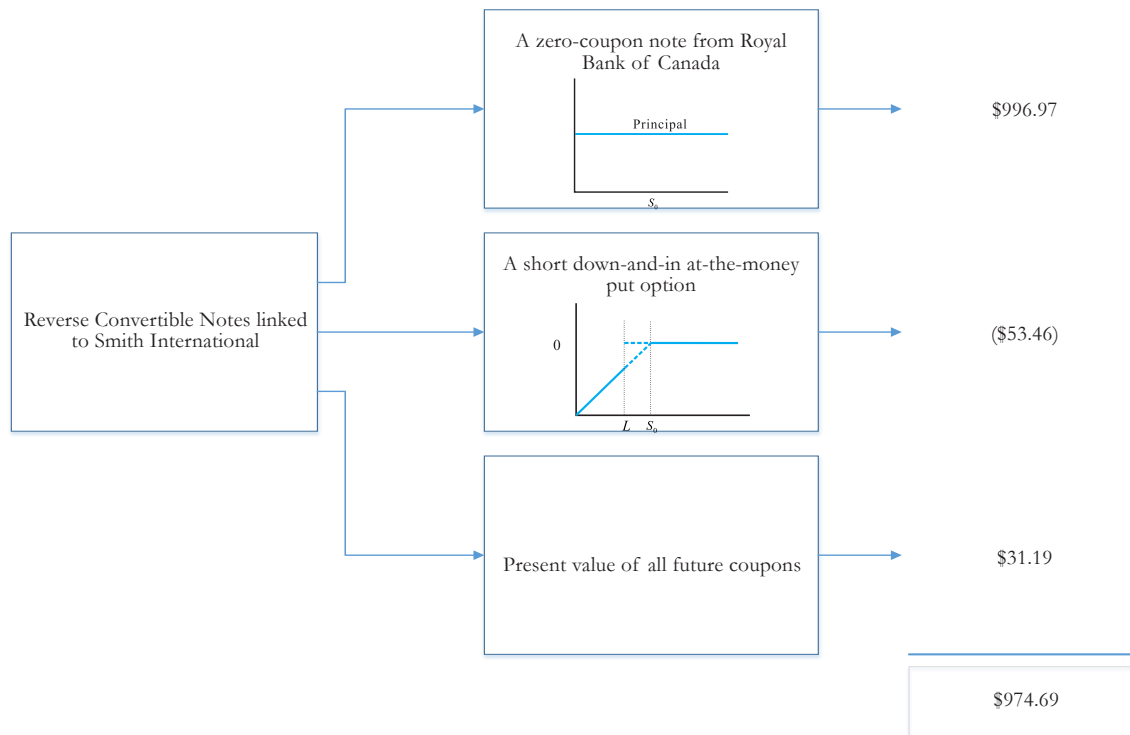 A zero-coupon note from Royal
Bank of Canada
Principal
S₀
$996.97
Reverse Convertible Notes linked
to Smith International
A short down-and-in at-the-money
put option
0
L S₀
($53.46)
Present value of all future coupons
$31.19
$974.69